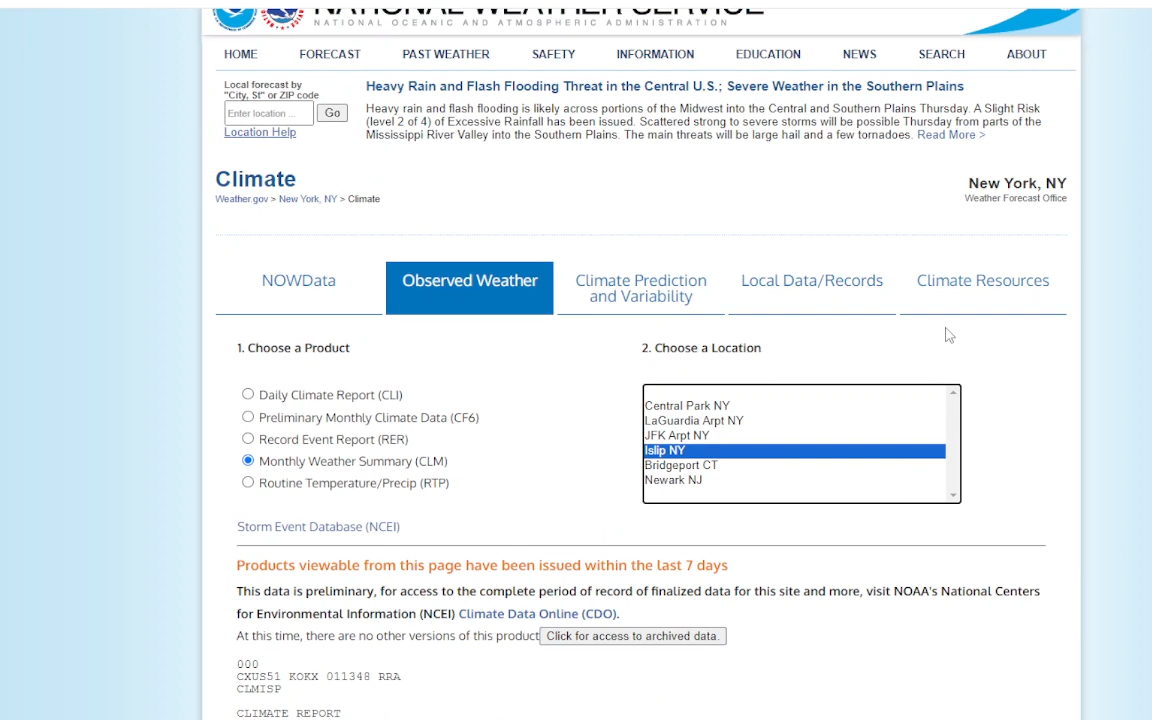 NATIONAL WEATHER SERVICE
NATIONAL OCEANIC AND ATMOSPHERIC ADMINISTRATION
HOME FORECAST PAST WEATHER SAFETY INFORMATION EDUCATION NEWS SEARCH ABOUT
Local forecast by
"City, St" or ZIP code
Enter location ... Go
Location Help
Heavy Rain and Flash Flooding Threat in the Central U.S.; Severe Weather in the Southern Plains
Heavy rain and flash flooding is likely across portions of the Midwest into the Central and Southern Plains Thursday. A Slight Risk
(level 2 of 4) of Excessive Rainfall has been issued. Scattered strong to severe storms will be possible Thursday from parts of the
Mississippi River Valley into the Southern Plains. The main threats will be large hail and a few tornadoes. Read More >
Climate
Weather.gov > New York, NY > Climate
New York, NY
Weather Forecast Office
NOWData
Observed Weather
Climate Prediction
and Variability
Local Data/Records
Climate Resources
1. Choose a Product
Daily Climate Report (CLI)
Preliminary Monthly Climate Data (CF6)
Record Event Report (RER)
Monthly Weather Summary (CLM)
Routine Temperature/Precip (RTP)
2. Choose a Location
Central Park NY
LaGuardia Arpt NY
JFK Arpt NY
Islip NY
Bridgeport CT
Newark NJ
Storm Event Database (NCEI)
Products viewable from this page have been issued within the last 7 days
This data is preliminary, for access to the complete period of record of finalized data for this site and more, visit NOAA's National Centers
for Environmental Information (NCEI) Climate Data Online (CDO).
At this time, there are no other versions of this product Click for access to archived data.
000
CXUS51 KOKX 011348 RRA
CLMISP
CLIMATE REPORT